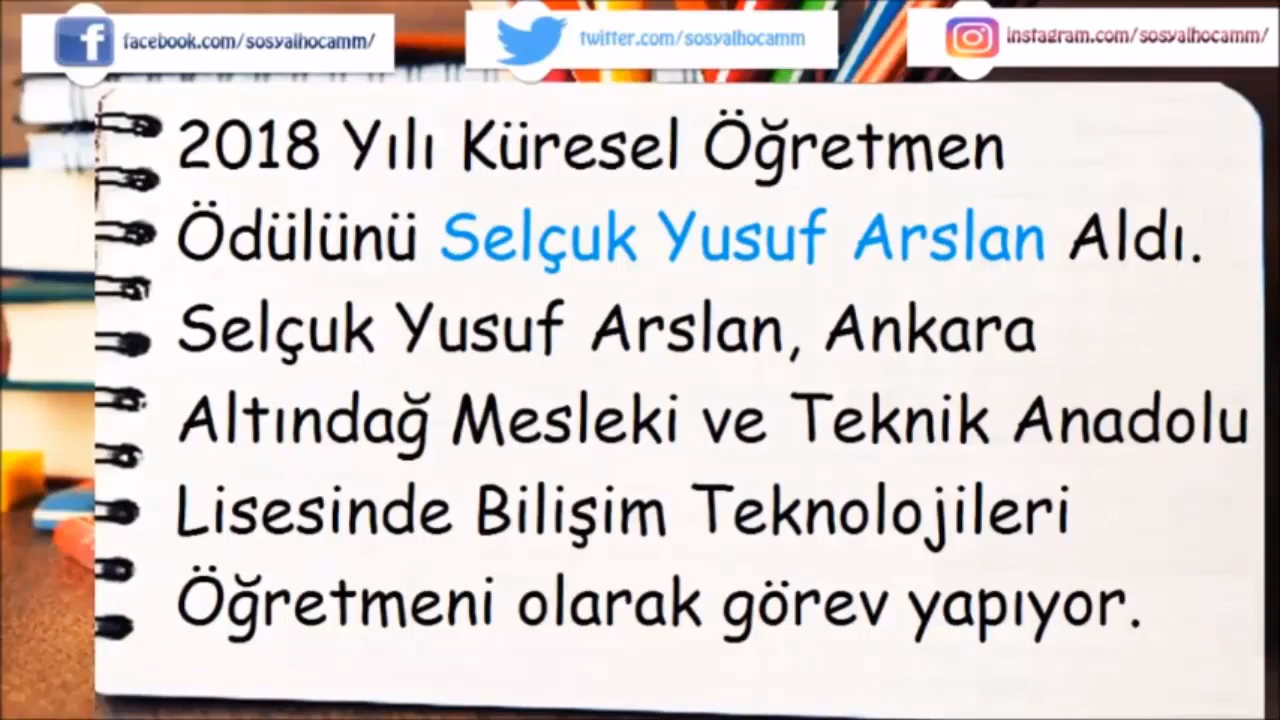 facebook.com/sosyalhocamm/
twitter.com/sosyalhocamm
instagram.com/sosyalhocamm/
2018 Yılı Küresel Öğretmen
Ödülünü Selçuk Yusuf Arslan Aldı.
Selçuk Yusuf Arslan, Ankara
Altındağ Mesleki ve Teknik Anadolu
Lisesinde Bilişim Teknolojileri
Öğretmeni olarak görev yapıyor.